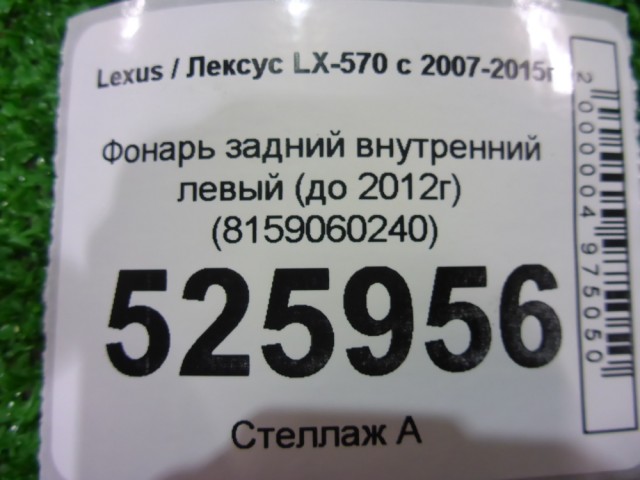 Lexus / Лексус LX-570 с 2007-2015г
Фонарь задний внутренний
левый (до 2012г)
(8159060240)
525956
Стеллаж А
2000004975050